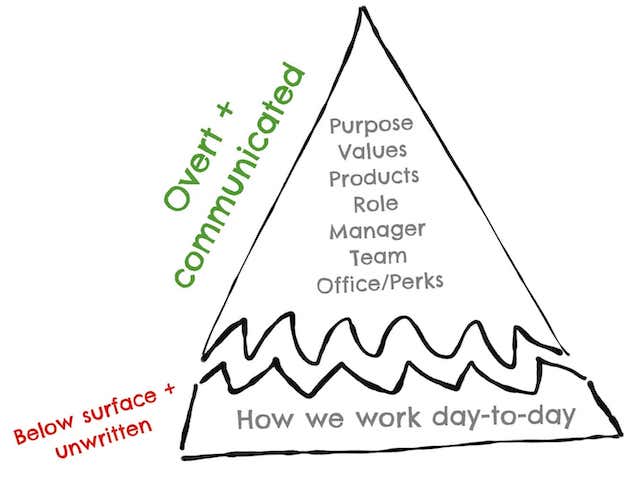 Overt +
communicated
Purpose
Values
Products
Role
Manager
Team
Office/Perks
Below surface +
unwritten
How we work day-to-day